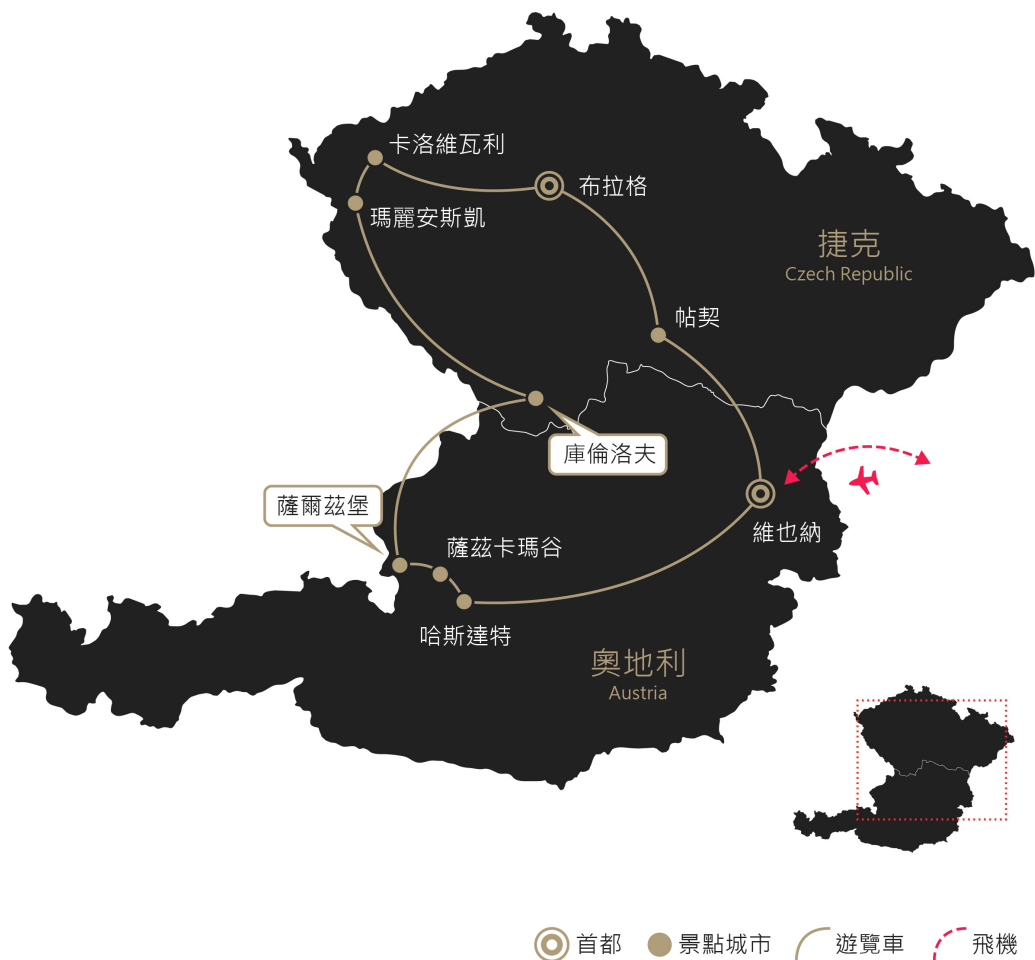 卡洛維瓦利
布拉格
瑪麗安斯凱
捷克
Czech Republic
帖契
庫倫洛夫
薩爾茲堡
維也納
薩茲卡瑪谷
哈斯達特
奧地利
Austria
首都
景點城市
遊覽車
飛機